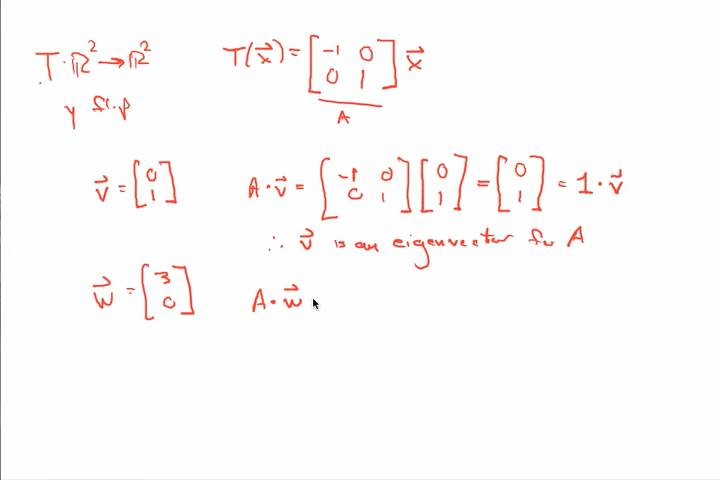 T: ℝ² → ℝ² T(x⃗) = [-1 0; 0 1] x⃗
y flip A
v⃗ = [0; 1] A · v⃗ = [-1 0; 0 1] [0; 1] = [0; 1] = 1 · v⃗
∴ v⃗ is an eigenvector for A
w⃗ = [3; 0] A · w⃗